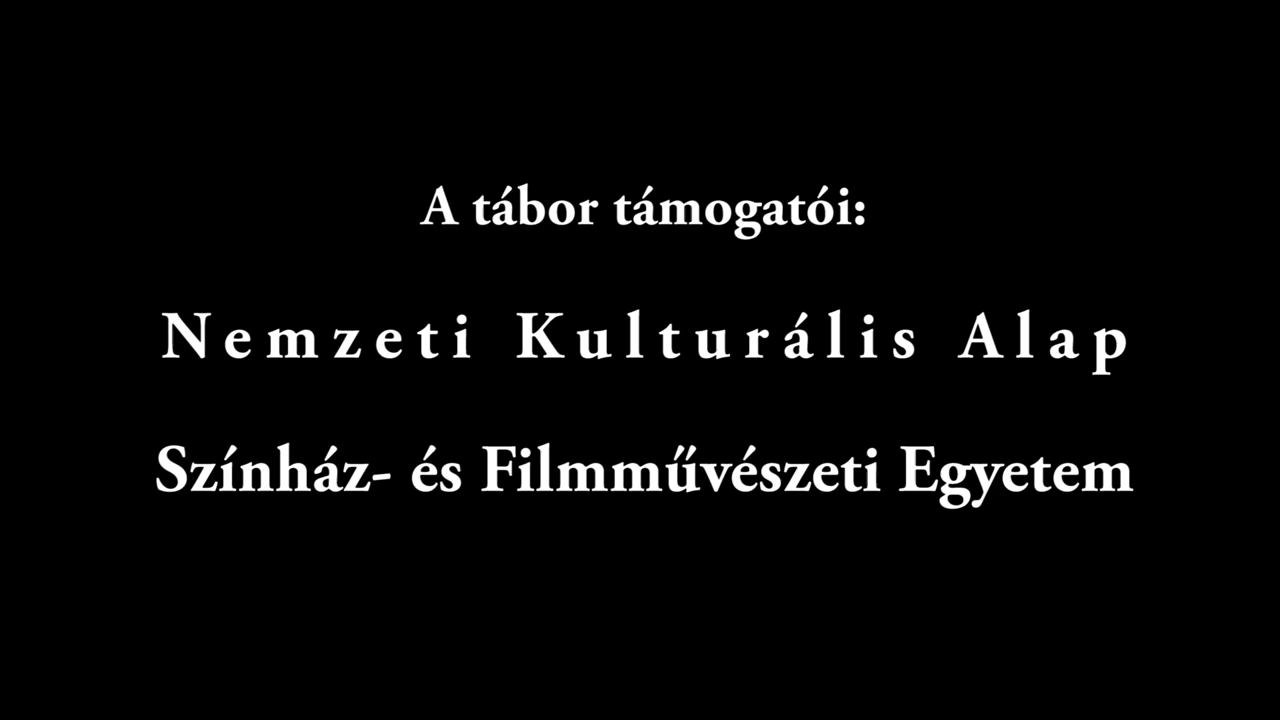 A tábor támogatói:
Nemzeti Kulturális Alap
Színház- és Filmművészeti Egyetem